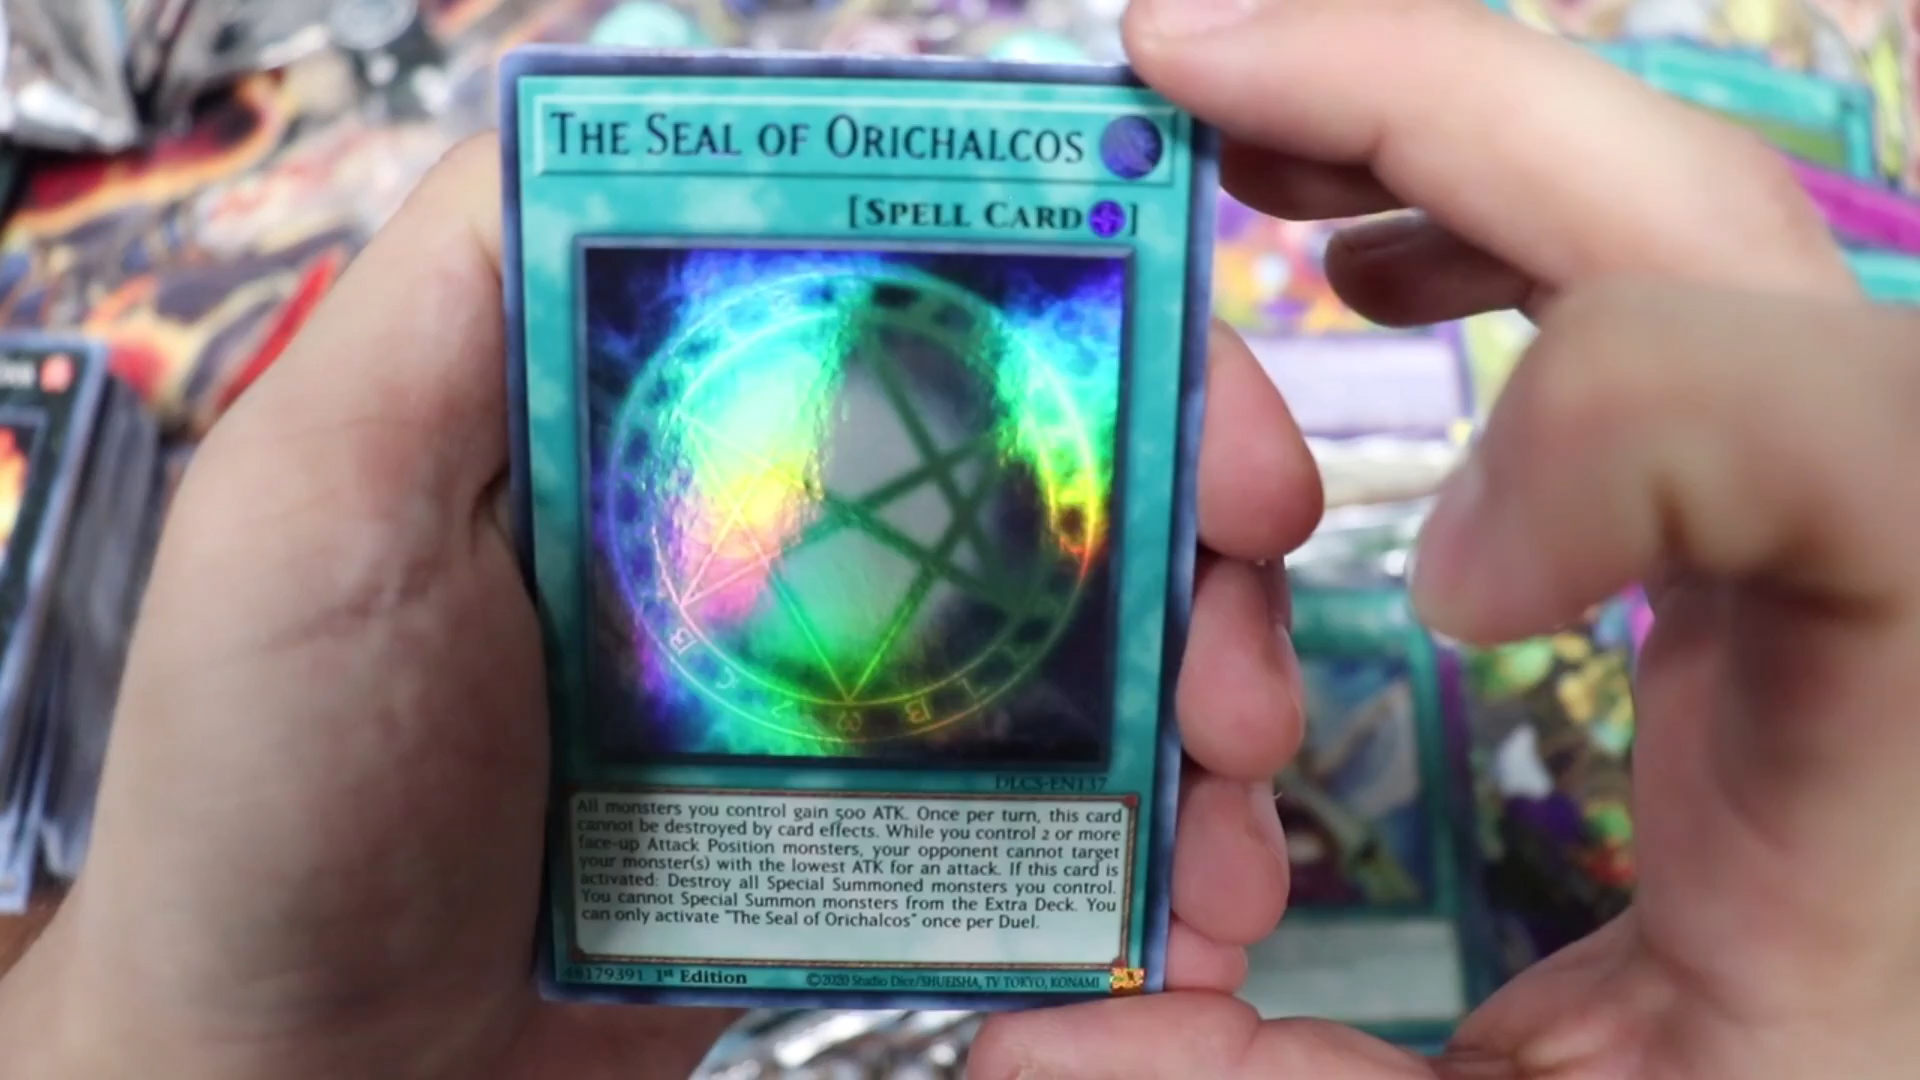 THE SEAL OF ORICHALCOS
[SPELL CARD]
DLCS-EN137
All monsters you control gain 500 ATK. Once per turn, this card
cannot be destroyed by card effects. While you control 2 or more
face-up Attack Position monsters, your opponent cannot target
your monster(s) with the lowest ATK for an attack. If this card is
activated: Destroy all Special Summoned monsters you control.
You cannot Special Summon monsters from the Extra Deck. You
can only activate "The Seal of Orichalcos" once per Duel.
48179391 1st Edition ©2020 Studio Dice/SHUEISHA, TV TOKYO, KONAMI